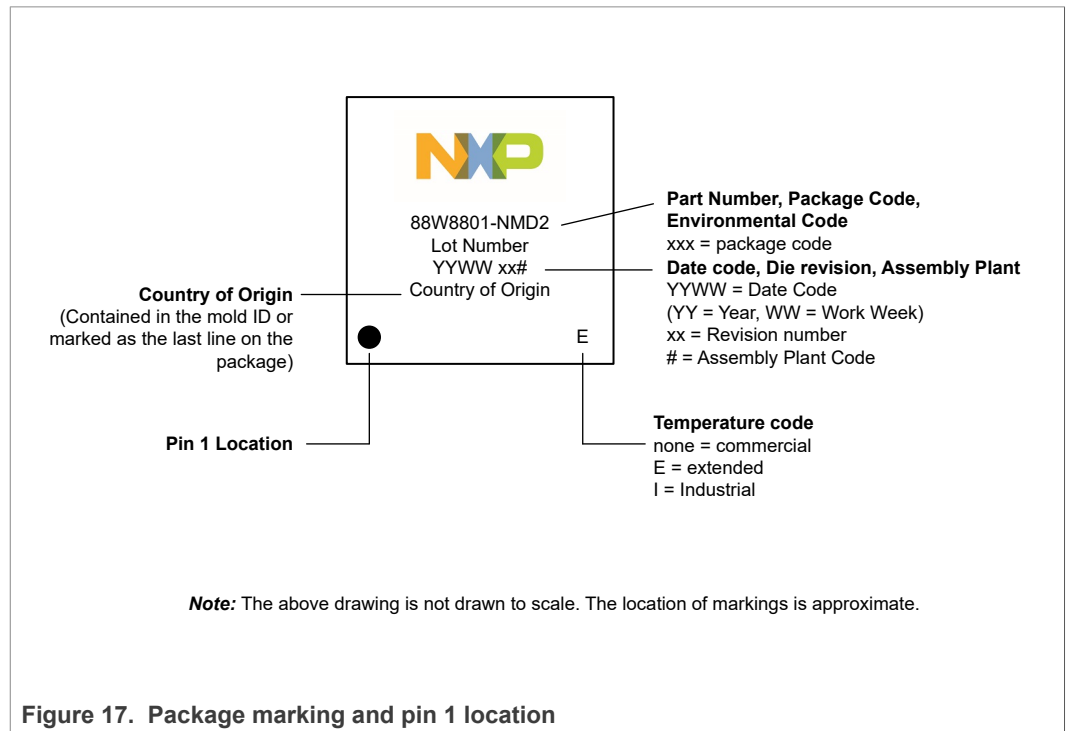 NXP
88W8801-NMD2
Lot Number
YYWW xx#
Country of Origin
E
Part Number, Package Code,
Environmental Code
xxx = package code
Date code, Die revision, Assembly Plant
YYWW = Date Code
(YY = Year, WW = Work Week)
xx = Revision number
# = Assembly Plant Code
Country of Origin
(Contained in the mold ID or
marked as the last line on the
package)
Pin 1 Location
Temperature code
none = commercial
E = extended
I = Industrial
Note: The above drawing is not drawn to scale. The location of markings is approximate.
Figure 17. Package marking and pin 1 location